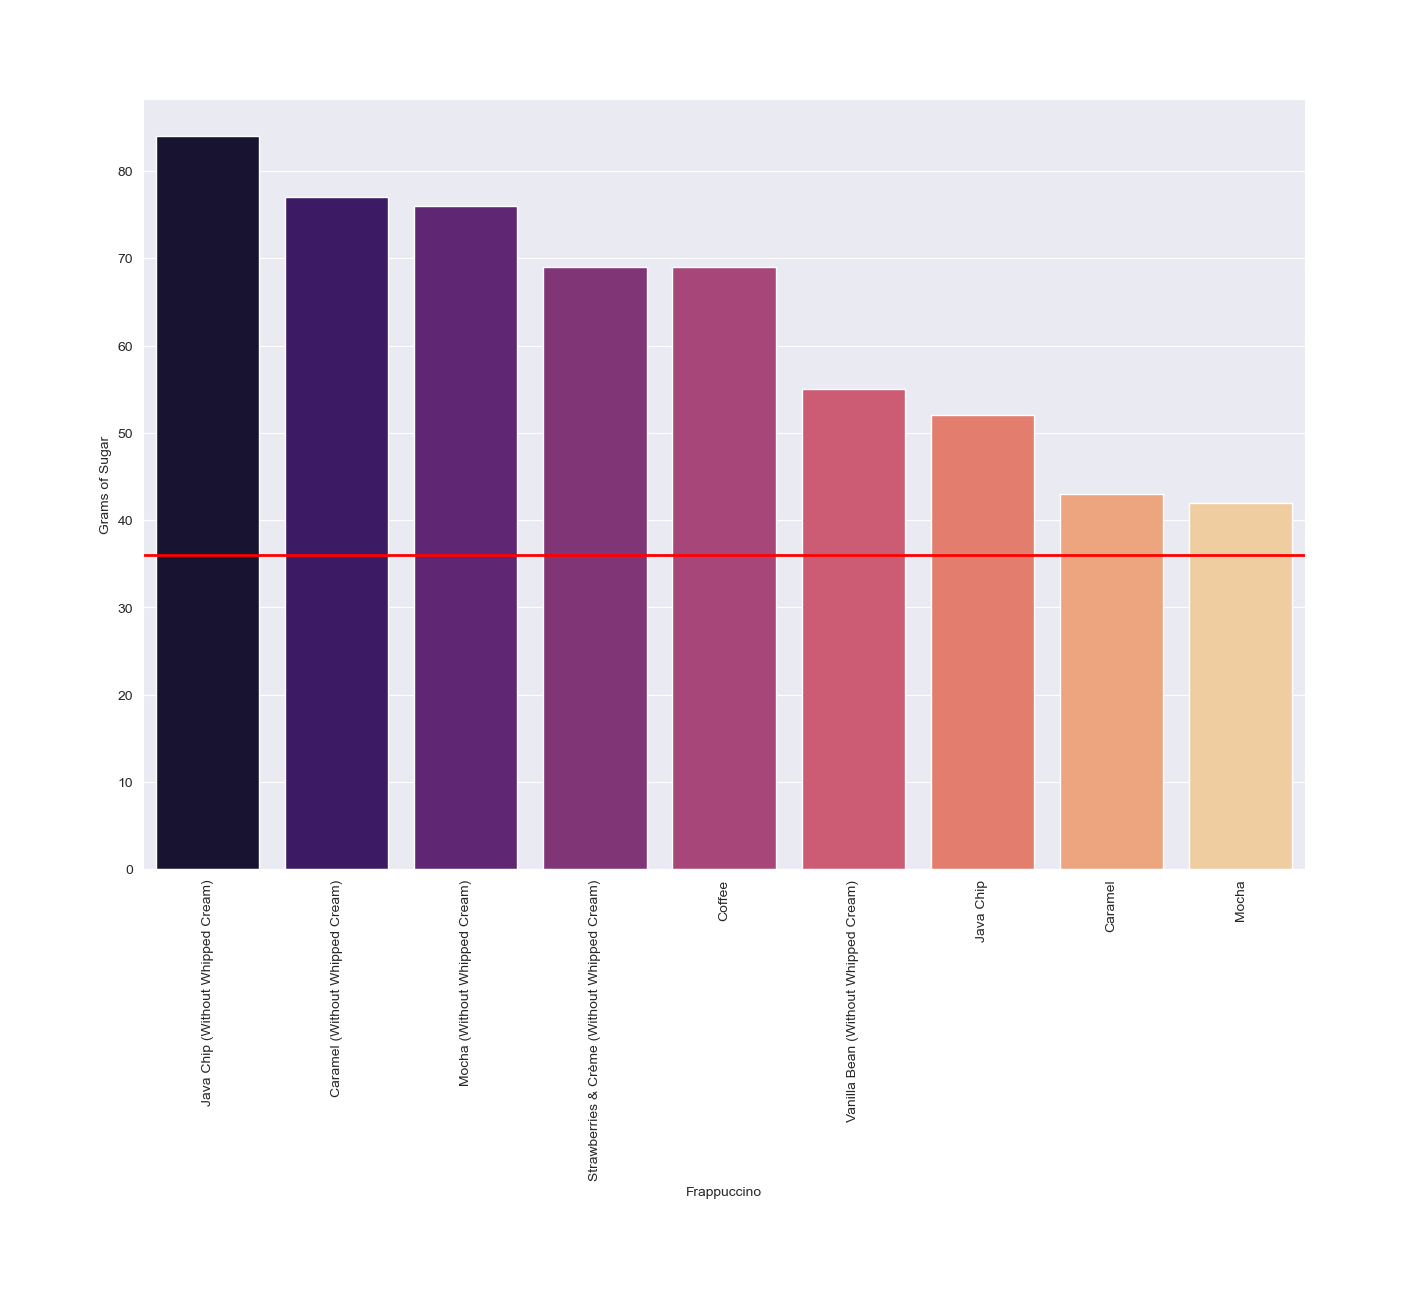 80
70
60
50
40
30
20
10
0
Grams of Sugar
Java Chip (Without Whipped Cream)
Caramel (Without Whipped Cream)
Mocha (Without Whipped Cream)
Strawberries & Crème (Without Whipped Cream)
Coffee
Vanilla Bean (Without Whipped Cream)
Java Chip
Caramel
Mocha
Frappuccino